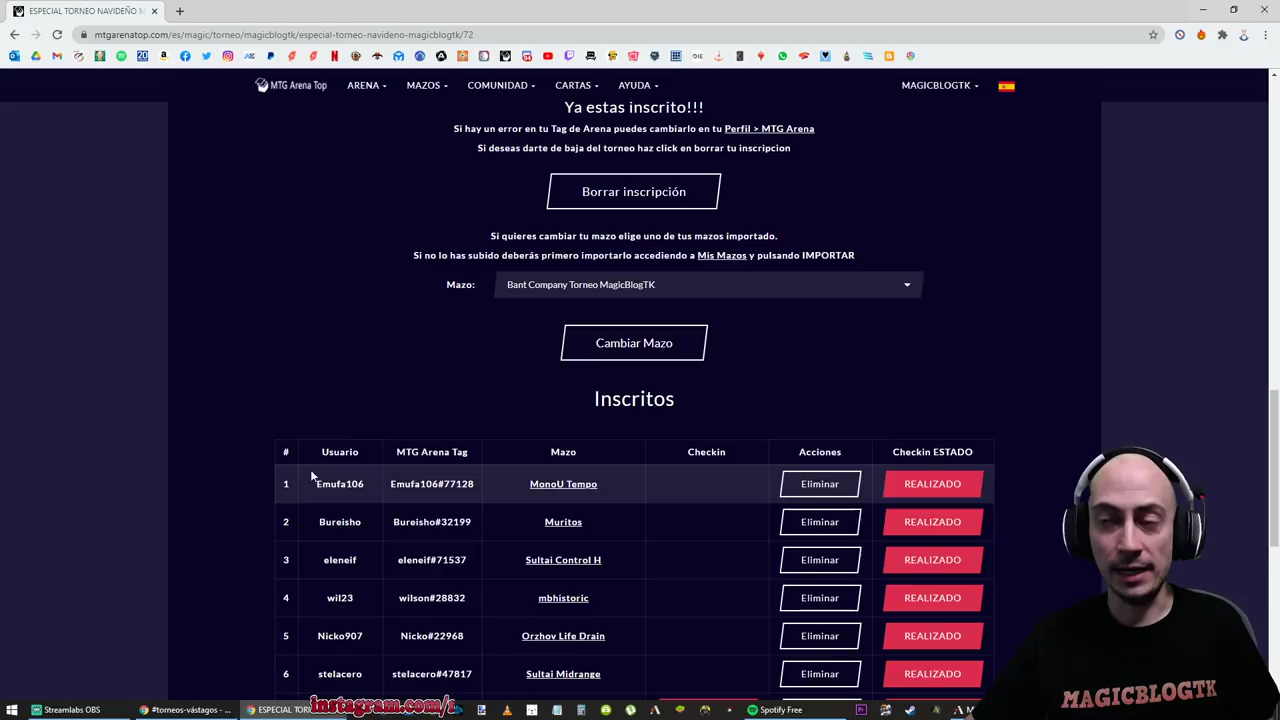 ESPECIAL TORNEO NAVIDEÑO M
mtgarenatop.com/es/magic/torneo/magicblogtk/especial-torneo-navideno-magicblogtk/72
MTG Arena Top ARENA MAZOS COMUNIDAD CARTAS AYUDA MAGICBLOGTK
Ya estas inscrito!!!
Si hay un error en tu Tag de Arena puedes cambiarlo en tu Perfil > MTG Arena
Si deseas darte de baja del torneo haz click en borrar tu inscripcion
Borrar inscripción
Si quieres cambiar tu mazo elige uno de tus mazos importado.
Si no lo has subido deberás primero importarlo accediendo a Mis Mazos y pulsando IMPORTAR
Mazo: Bant Company Torneo MagicBlogTK
Cambiar Mazo
Inscritos
# Usuario MTG Arena Tag Mazo Checkin Acciones Checkin ESTADO
1 Emufa106 Emufa106#77128 MonoU Tempo Eliminar REALIZADO
2 Bureisho Bureisho#32199 Muritos Eliminar REALIZADO
3 eleneif eleneif#71537 Sultai Control H Eliminar REALIZADO
4 wil23 wilson#28832 mbhistoric Eliminar REALIZADO
5 Nicko907 Nicko#22968 Orzhov Life Drain Eliminar REALIZADO
6 stelacero stelacero#47817 Sultai Midrange Eliminar REALIZADO
MAGICBLOGTK
instagram.com/i
Streamlabs OBS #torneos-vástagos - ... ESPECIAL TORN Spotify Free